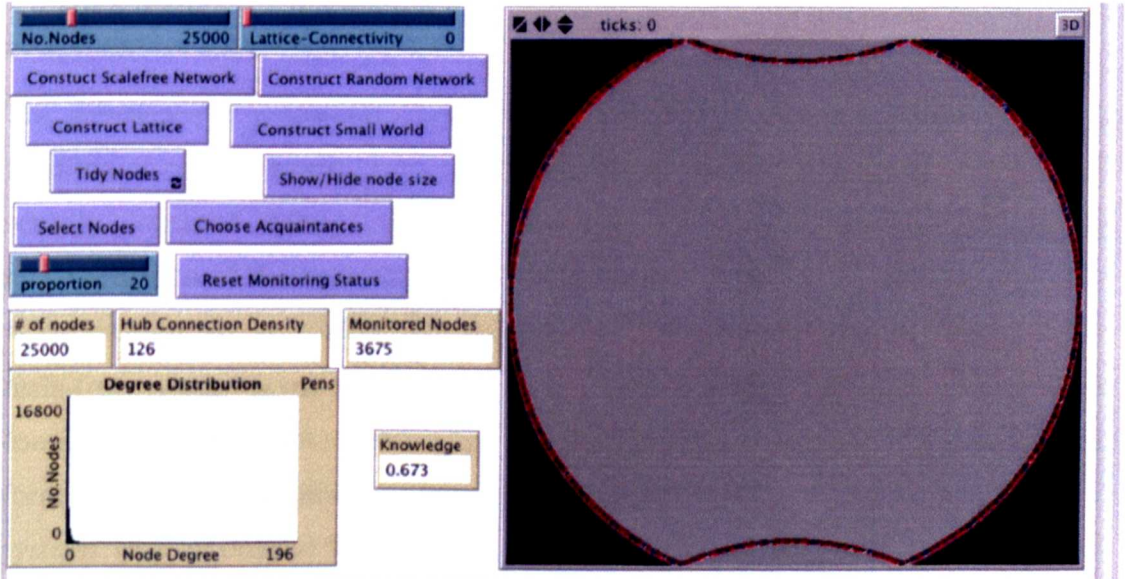 No.Nodes 25000
Lattice-Connectivity 0
Constuct Scalefree Network
Construct Random Network
Construct Lattice
Construct Small World
Tidy Nodes
Show/Hide node size
Select Nodes
Choose Acquaintances
proportion 20
Reset Monitoring Status
# of nodes
25000
Hub Connection Density
126
Monitored Nodes
3675
Degree Distribution
Pens
16800
No.Nodes
0
0
Node Degree
196
Knowledge
0.673
ticks: 0
3D